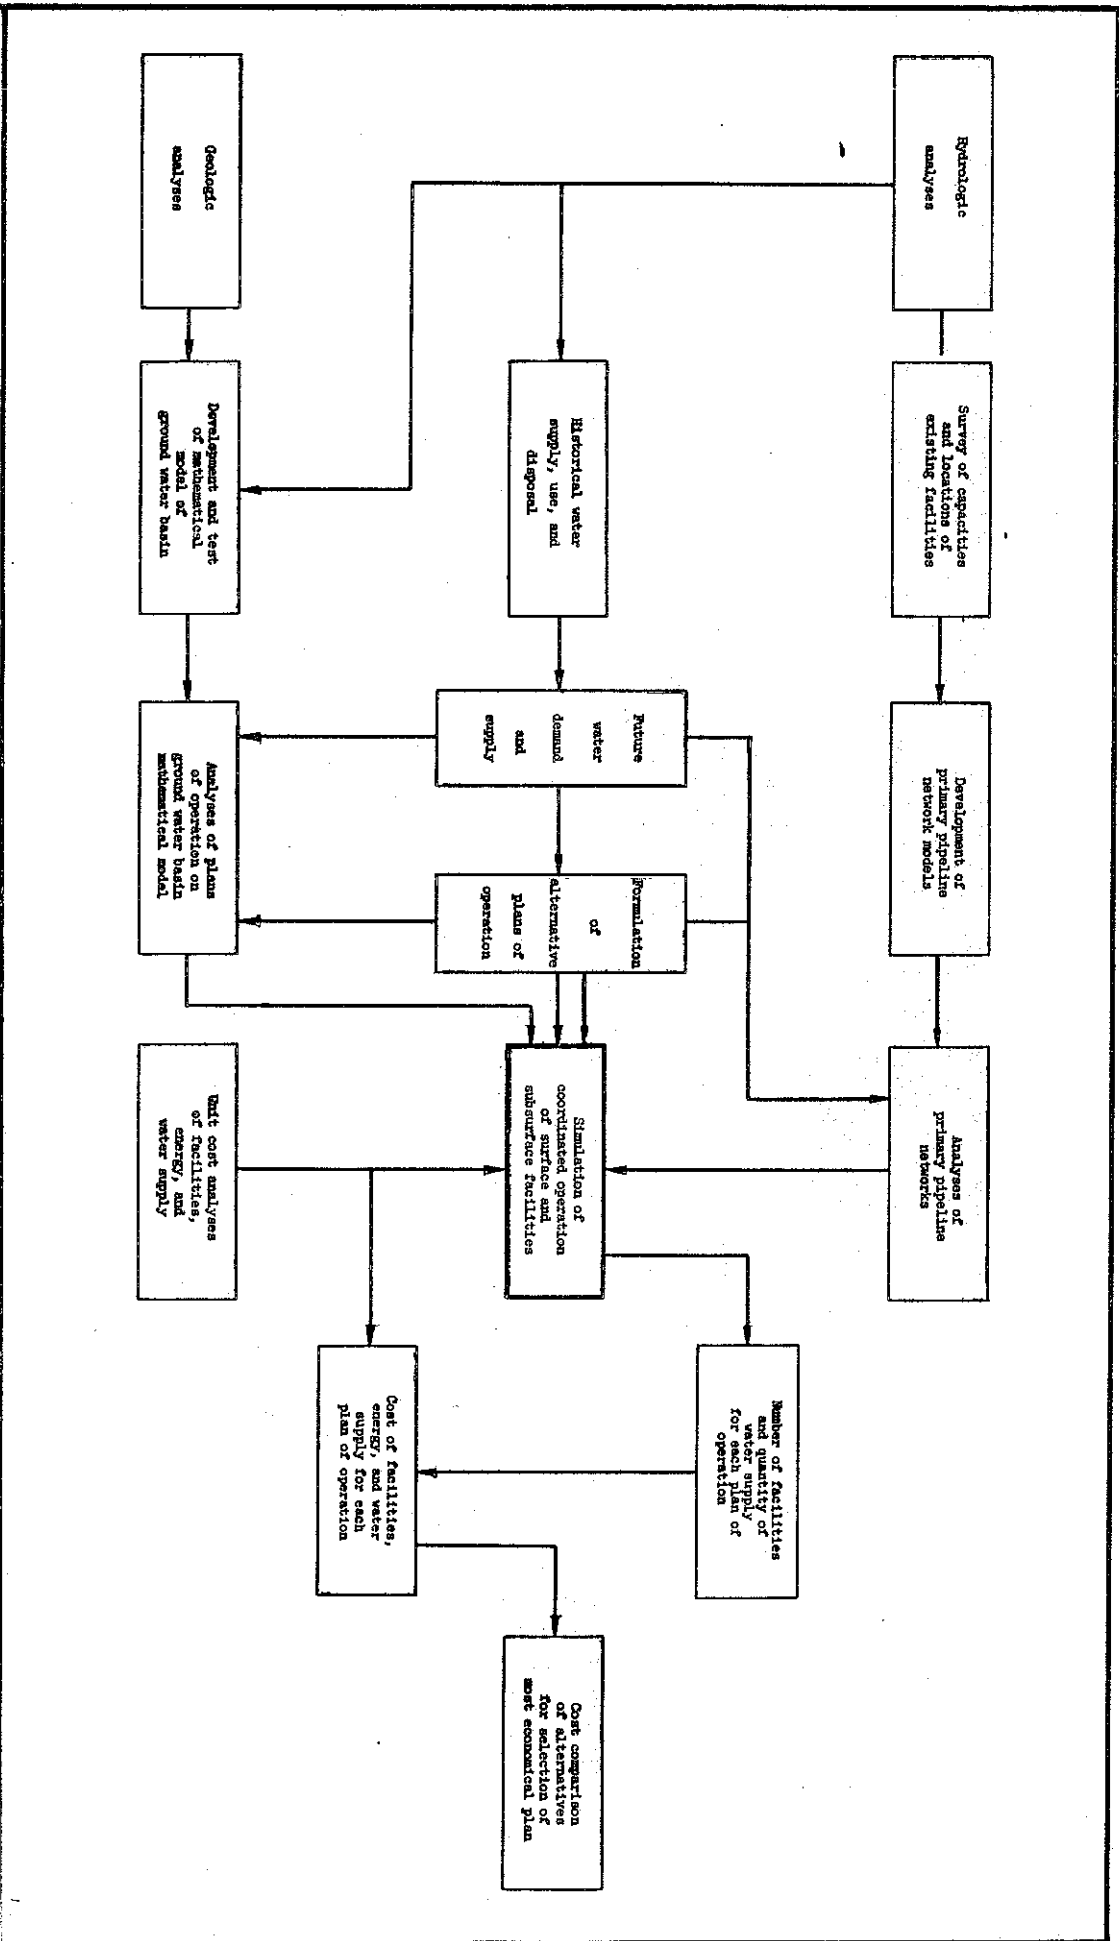 Hydrologic
analyses
Survey of capacities
and locations of
existing facilities
Development of
primary pipeline
network models
Analyses of
primary pipeline
networks
Historical water
supply, use, and
disposal
Future
water
demand
and
supply
Formulation
of
alternative
plans of
operation
Simulation of
coordinated operation
of surface and
subsurface facilities
Number of facilities
and quantity of
water supply
for each plan of
operation
Geologic
analyses
Development and test
of mathematical
model of
ground water basin
Analyses of plans
of operation on
ground water basin
mathematical model
Unit cost analyses
of facilities,
energy, and
water supply
Cost of facilities,
energy, and water
supply for each
plan of operation
Cost comparison
of alternatives
for selection of
most economical plan